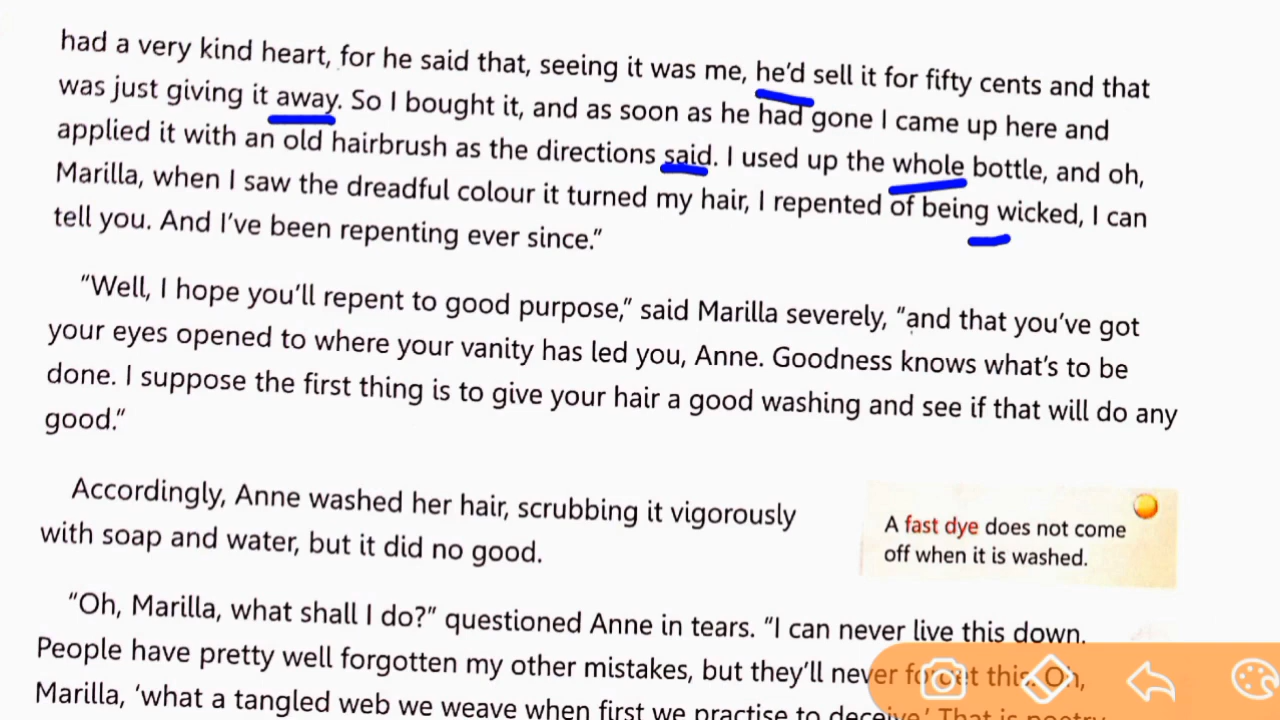 had a very kind heart, for he said that, seeing it was me, he’d sell it for fifty cents and that
was just giving it away. So I bought it, and as soon as he had gone I came up here and
applied it with an old hairbrush as the directions said. I used up the whole bottle, and oh,
Marilla, when I saw the dreadful colour it turned my hair, I repented of being wicked, I can
tell you. And I’ve been repenting ever since.”
“Well, I hope you’ll repent to good purpose,” said Marilla severely, “and that you’ve got
your eyes opened to where your vanity has led you, Anne. Goodness knows what’s to be
done. I suppose the first thing is to give your hair a good washing and see if that will do any
good.”
Accordingly, Anne washed her hair, scrubbing it vigorously
with soap and water, but it did no good.
A fast dye does not come
off when it is washed.
“Oh, Marilla, what shall I do?” questioned Anne in tears. “I can never live this down.
People have pretty well forgotten my other mistakes, but they’ll never forget this. Oh,
Marilla, ‘what a tangled web we weave when first we practise to deceive.’ That is poetry